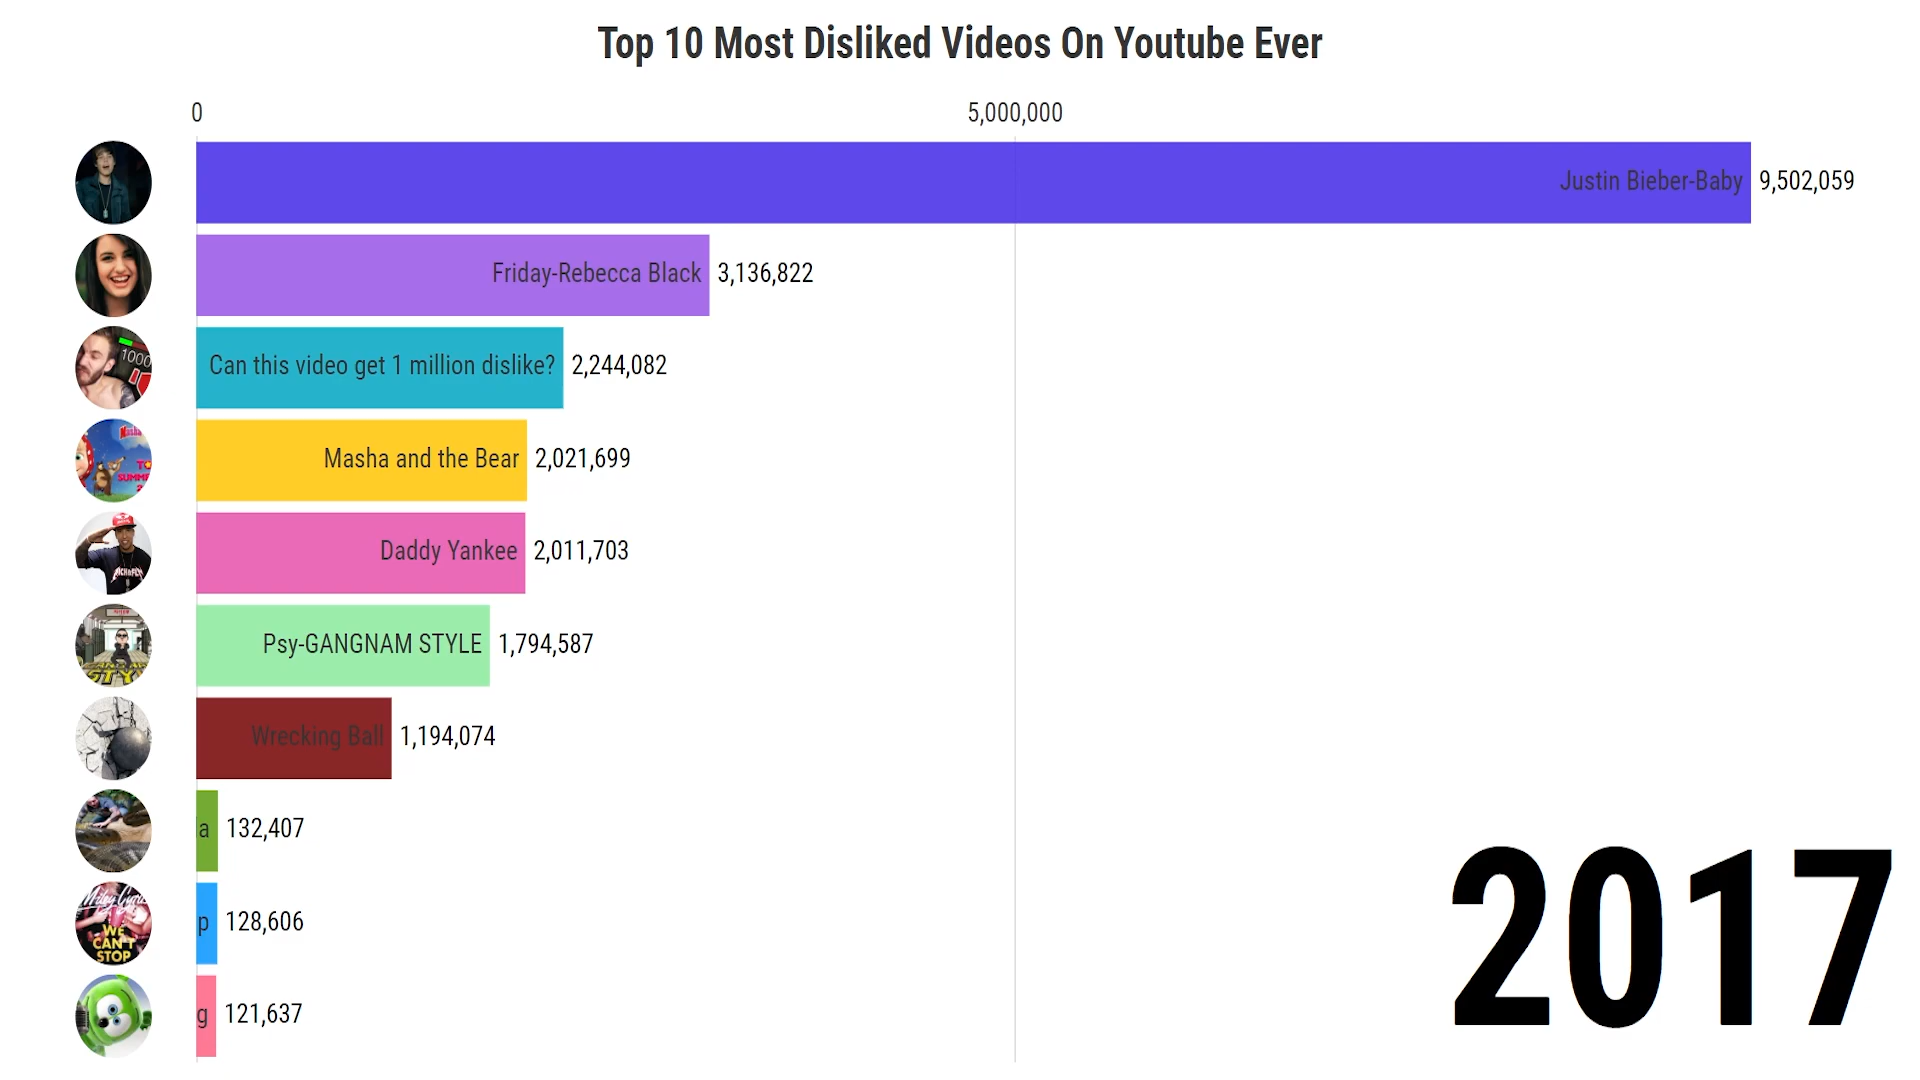 Top 10 Most Disliked Videos On Youtube Ever
0 5,000,000
Justin Bieber-Baby 9,502,059
Friday-Rebecca Black 3,136,822
1000
Can this video get 1 million dislike? 2,244,082
Masha and the Bear 2,021,699
Daddy Yankee 2,011,703
Psy-GANGNAM STYLE 1,794,587
Wrecking Ball 1,194,074
a 132,407
Miley Cyru
WE
CAN'T
STOP
p 128,606
g 121,637
2017